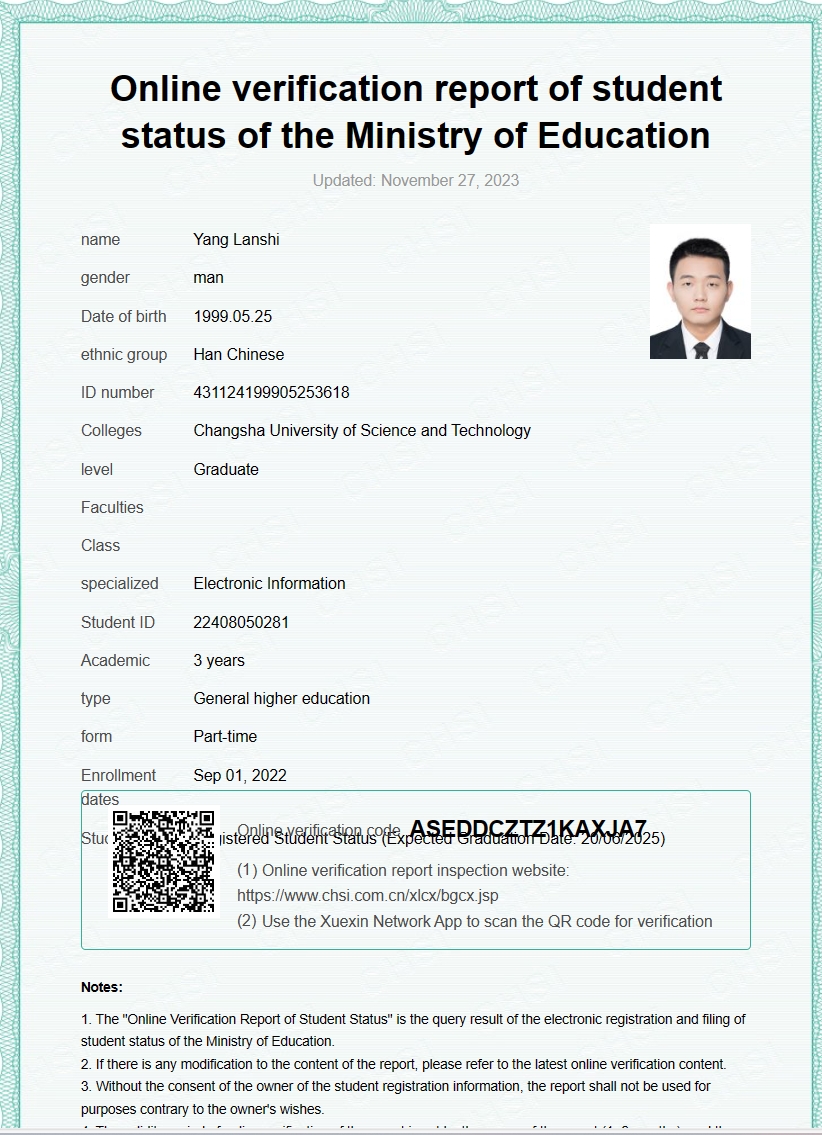 Online verification report of student
status of the Ministry of Education
Updated: November 27, 2023
name Yang Lanshi
gender man
Date of birth 1999.05.25
ethnic group Han Chinese
ID number 431124199905253618
Colleges Changsha University of Science and Technology
level Graduate
Faculties
Class
specialized Electronic Information
Student ID 22408050281
Academic 3 years
type General higher education
form Part-time
Enrollment Sep 01, 2022
dates
Online verification code ASEDDCZTZ1KAXJA7
Student Status (Expected Graduation Date: 20/06/2025)
(1) Online verification report inspection website:
https://www.chsi.com.cn/xlcx/bgcx.jsp
(2) Use the Xuexin Network App to scan the QR code for verification
Notes:
1. The "Online Verification Report of Student Status" is the query result of the electronic registration and filing of
student status of the Ministry of Education.
2. If there is any modification to the content of the report, please refer to the latest online verification content.
3. Without the consent of the owner of the student registration information, the report shall not be used for
purposes contrary to the owner's wishes.